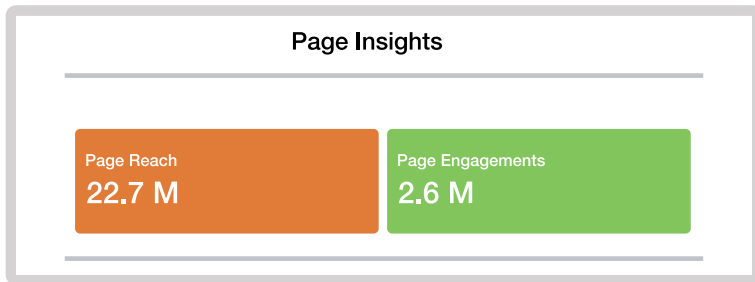 Page Insights
Page Reach
22.7 M
Page Engagements
2.6 M